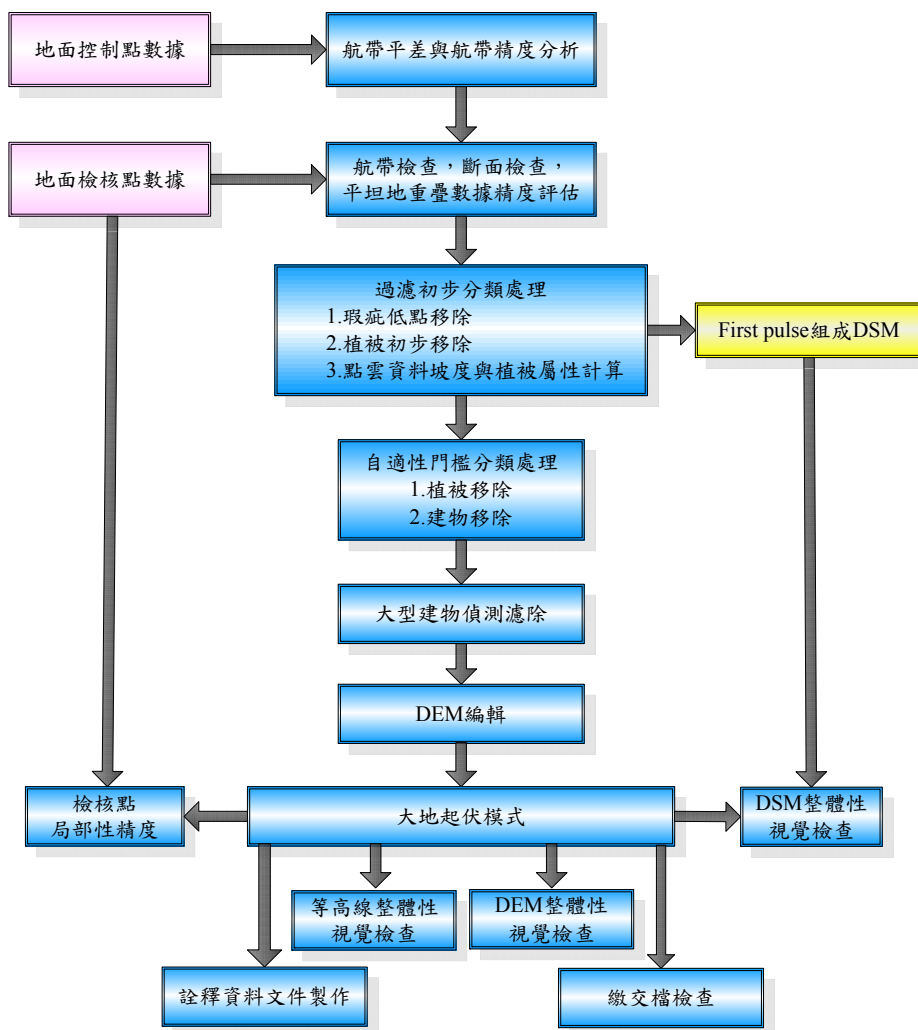 地面控制點數據
航帶平差與航帶精度分析
地面檢核點數據
航帶檢查，斷面檢查，
平坦地重疊數據精度評估
過濾初步分類處理
1.瑕疵低點移除
2.植被初步移除
3.點雲資料坡度與植被屬性計算
First pulse組成DSM
自適性門檻分類處理
1.植被移除
2.建物移除
大型建物偵測濾除
DEM編輯
檢核點
局部性精度
大地起伏模式
DSM整體性
視覺檢查
等高線整體性
視覺檢查
DEM整體性
視覺檢查
詮釋資料文件製作
繳交檔檢查